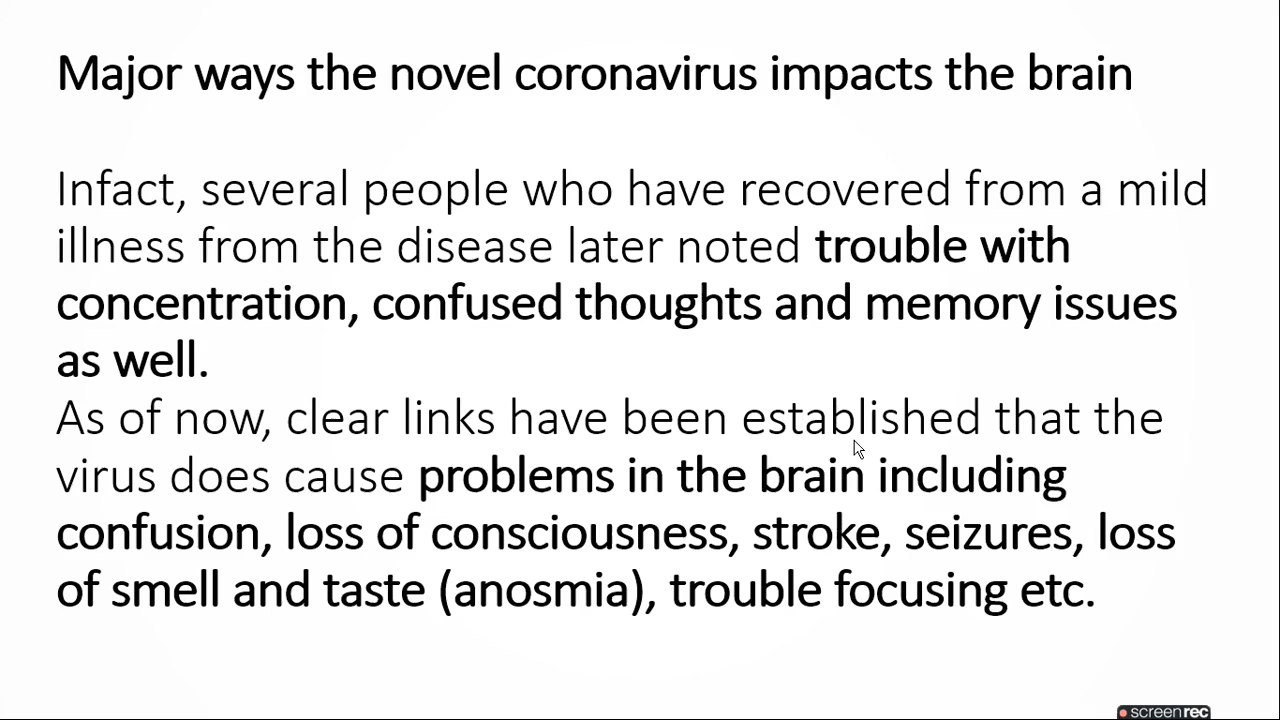 Major ways the novel coronavirus impacts the brain
Infact, several people who have recovered from a mild
illness from the disease later noted trouble with
concentration, confused thoughts and memory issues
as well.
As of now, clear links have been established that the
virus does cause problems in the brain including
confusion, loss of consciousness, stroke, seizures, loss
of smell and taste (anosmia), trouble focusing etc.
screenrec